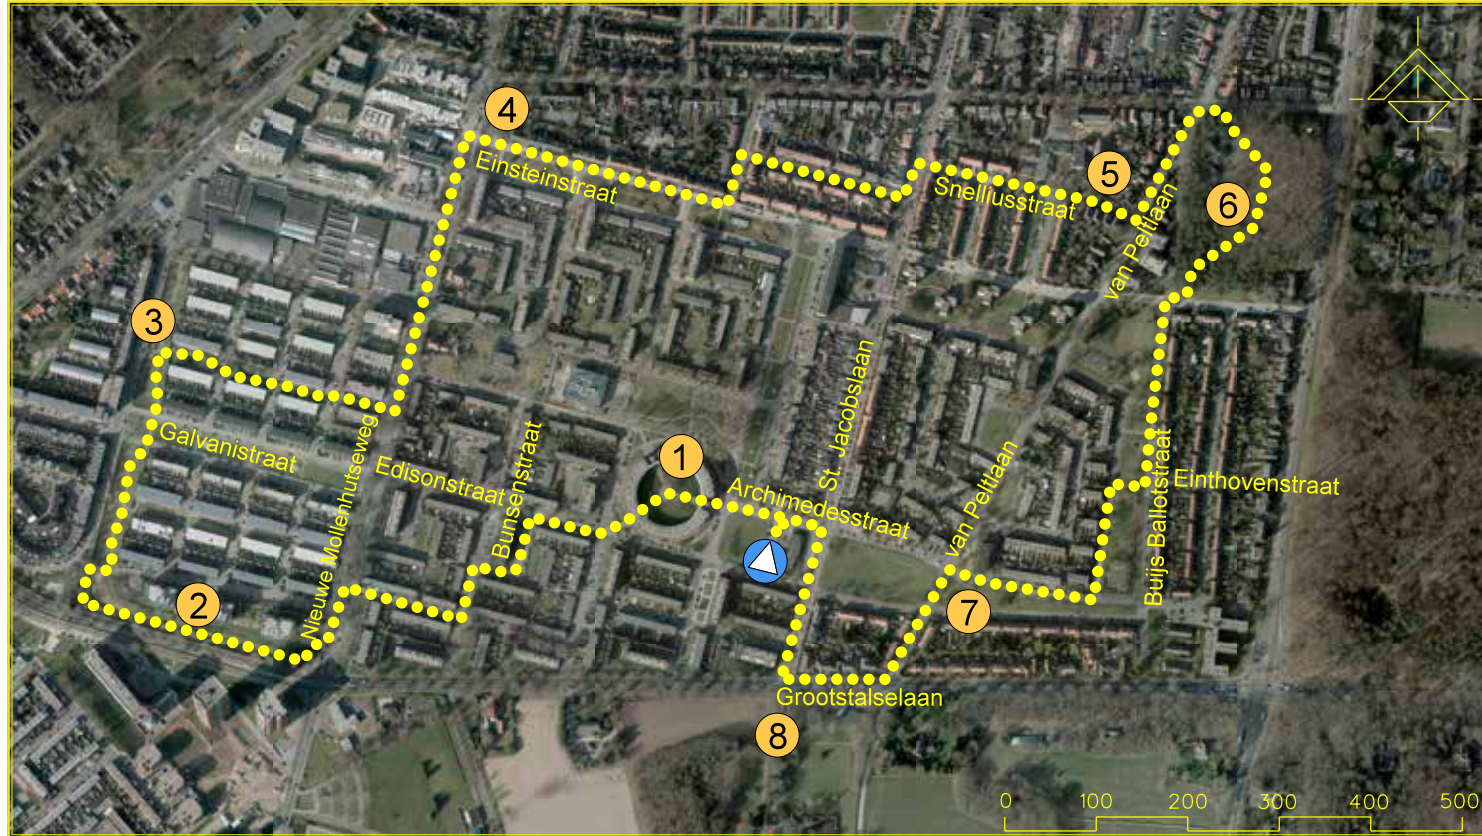 4
Einsteinstraat
5
Snelliusstraat
6
van Peltlaan
3
1
St. Jacobslaan
Galvanistraat
Nieuwe Mollenhutseweg
Edisonstraat
Bunsenstraat
Archimedesstraat
van Peltlaan
Buijs Ballotstraat
Einthovenstraat
2
7
Grootstalselaan
8
0 100 200 300 400 500